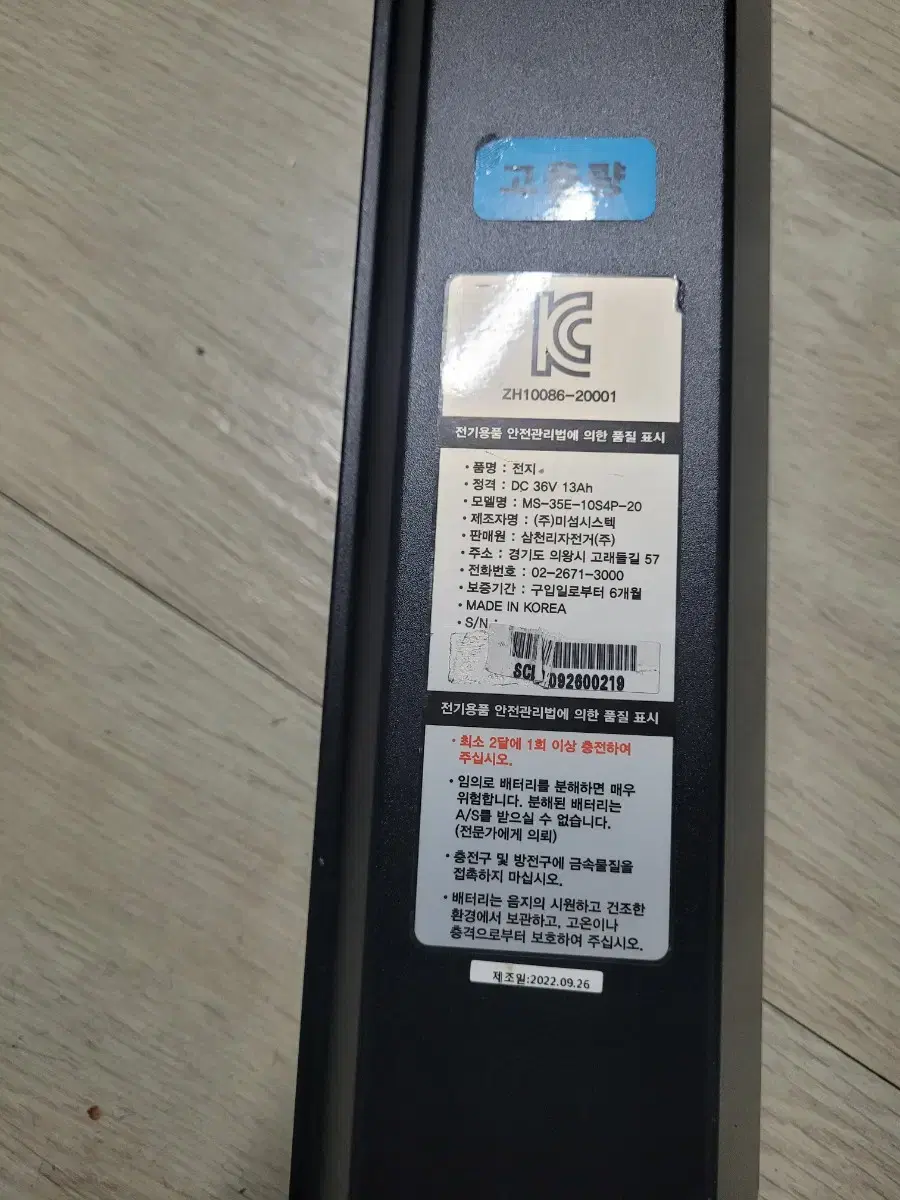 고용량
KC
ZH10086-20001
전기용품 안전관리법에 의한 품질 표시
• 품명 : 전지
• 정격 : DC 36V 13Ah
• 모델명 : MS-35E-10S4P-20
• 제조자명 : (주)미섬시스텍
• 판매원 : 삼천리자전거(주)
• 주소 : 경기도 의왕시 고래들길 57
• 전화번호 : 02-2671-3000
• 보증기간 : 구입일로부터 6개월
• MADE IN KOREA
• S/N :
092600219
전기용품 안전관리법에 의한 품질 표시
• 최소 2달에 1회 이상 충전하여
주십시오.
• 임의로 배터리를 분해하면 매우
위험합니다. 분해된 배터리는
A/S를 받으실 수 없습니다.
(전문가에게 의뢰)
• 충전구 및 방전구에 금속물질을
접촉하지 마십시오.
• 배터리는 음지의 시원하고 건조한
환경에서 보관하고, 고온이나
충격으로부터 보호하여 주십시오.
제조일:2022.09.26